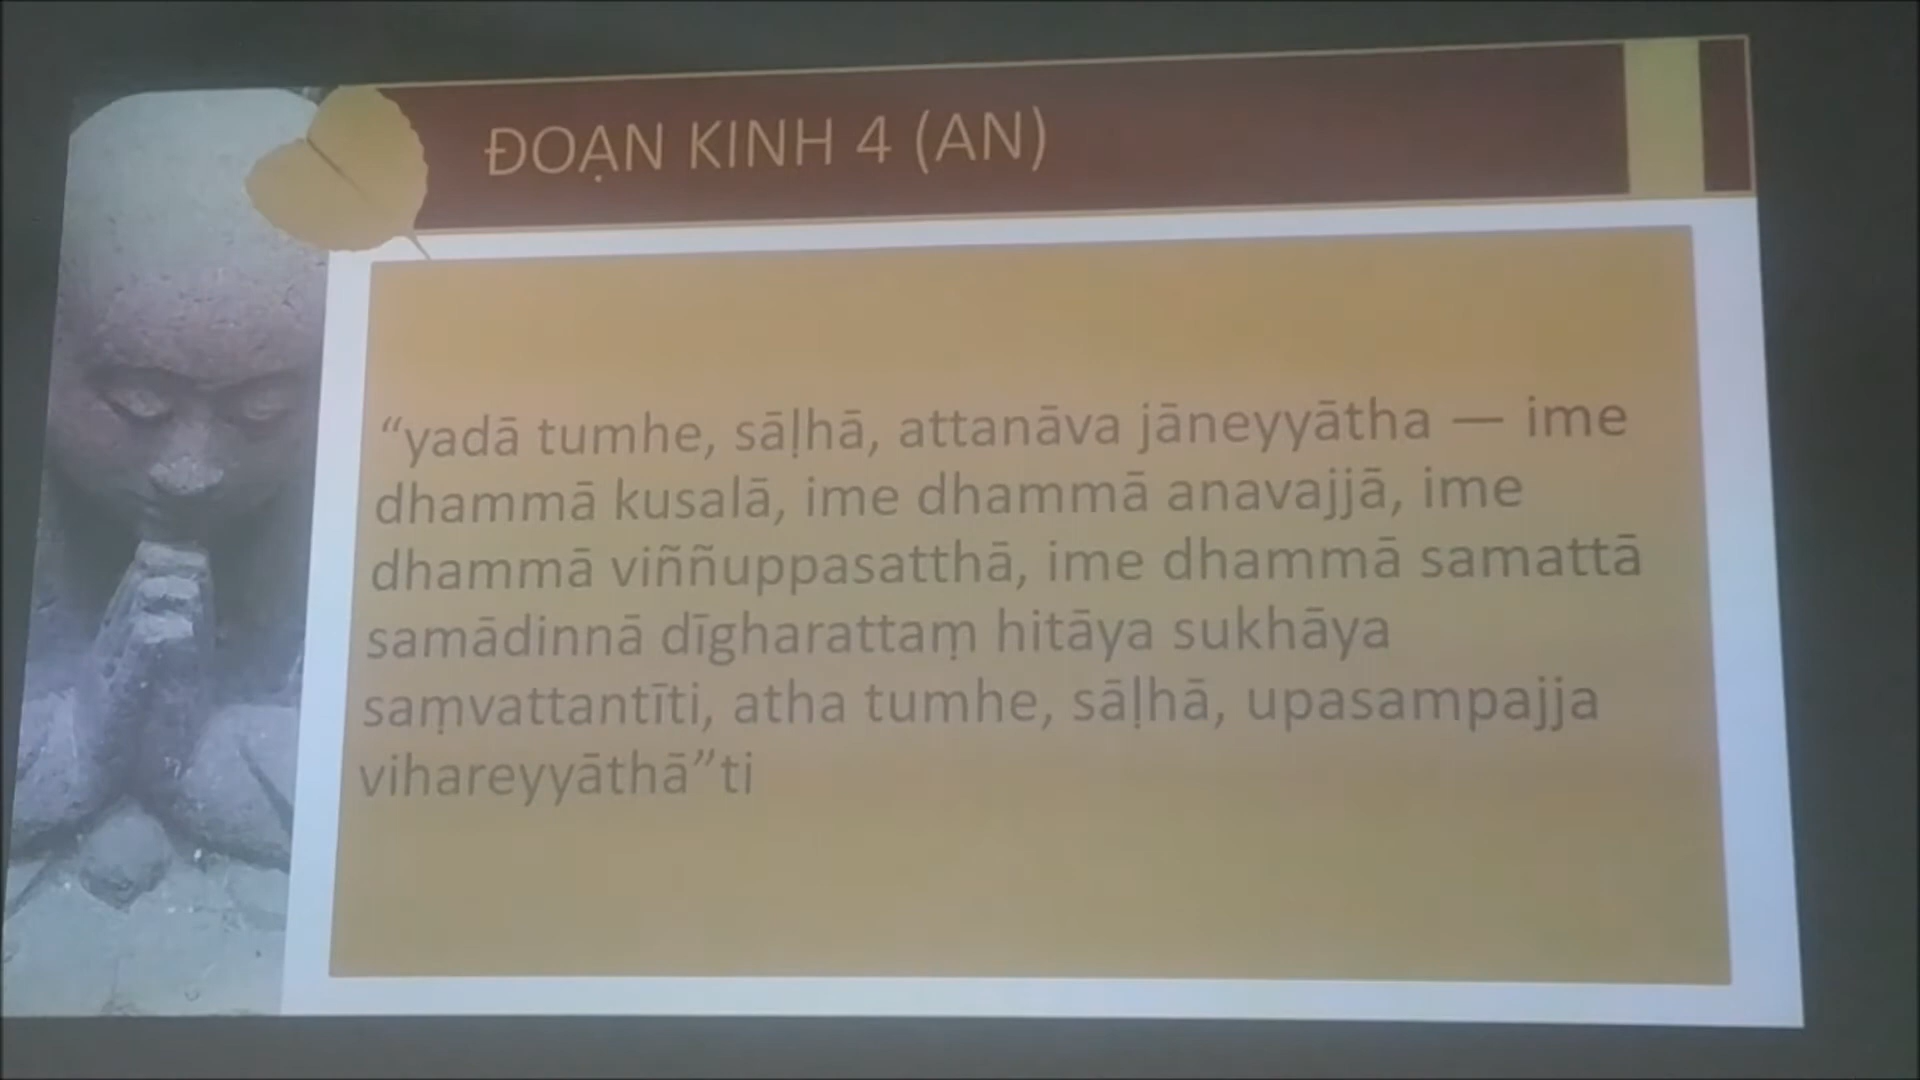 ĐOẠN KINH 4 (AN)
“yadā tumhe, sāḷhā, attanāva jāneyyātha — ime
dhammā kusalā, ime dhammā anavajjā, ime
dhammā viññuppasatthā, ime dhammā samattā
samādinnā dīgharattaṃ hitāya sukhāya
saṃvattantīti, atha tumhe, sāḷhā, upasampajja
vihareyyāthā”ti